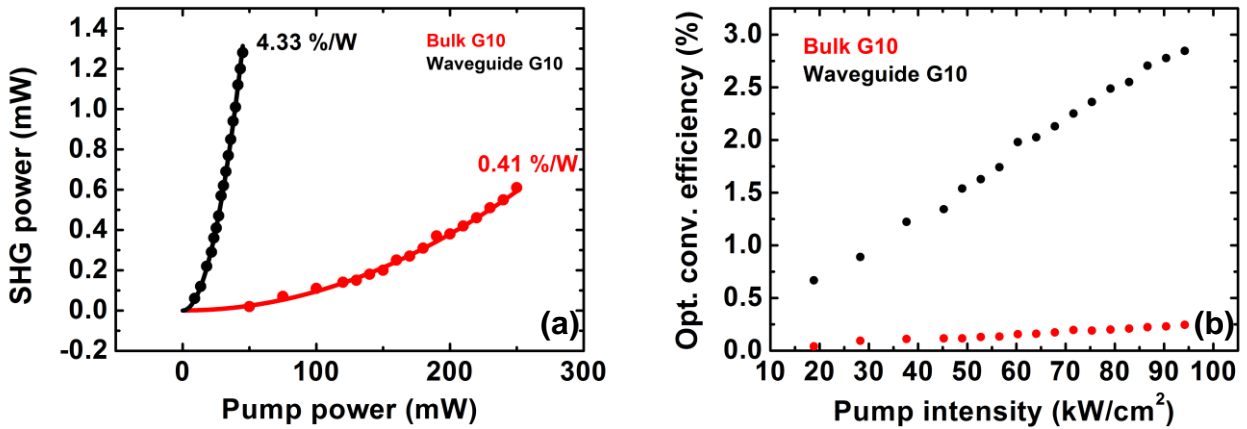 1.4
1.2
1.0
0.8
0.6
0.4
0.2
0.0
-0.2
SHG power (mW)
4.33 %/W
Bulk G10
Waveguide G10
0.41 %/W
(a)
0 100 200 300
Pump power (mW)
3.0
2.5
2.0
1.5
1.0
0.5
0.0
Opt. conv. efficiency (%)
Bulk G10
Waveguide G10
(b)
10 20 30 40 50 60 70 80 90 100
Pump intensity (kW/cm²)